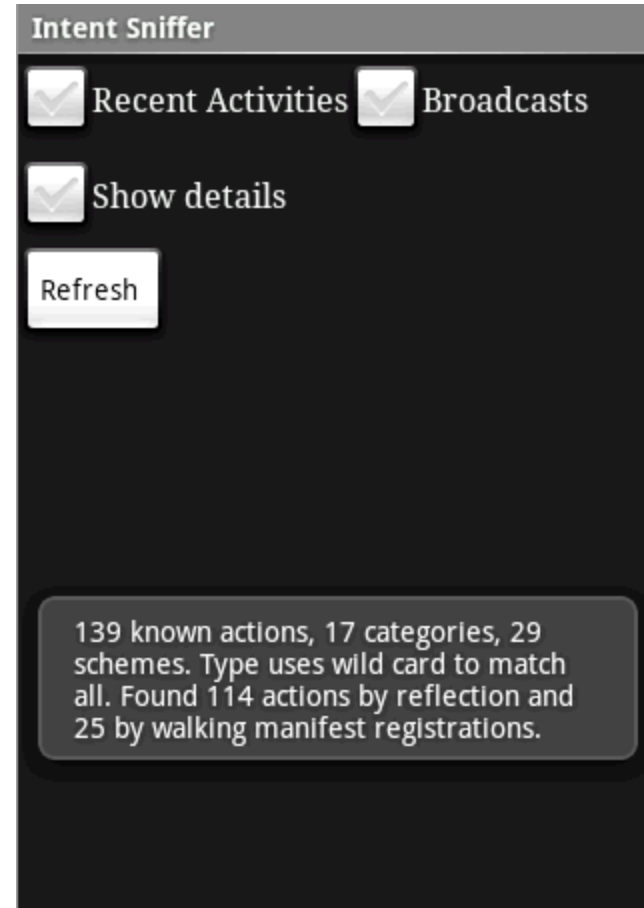 Intent Sniffer
Recent Activities Broadcasts
Show details
Refresh
139 known actions, 17 categories, 29
schemes. Type uses wild card to match
all. Found 114 actions by reflection and
25 by walking manifest registrations.